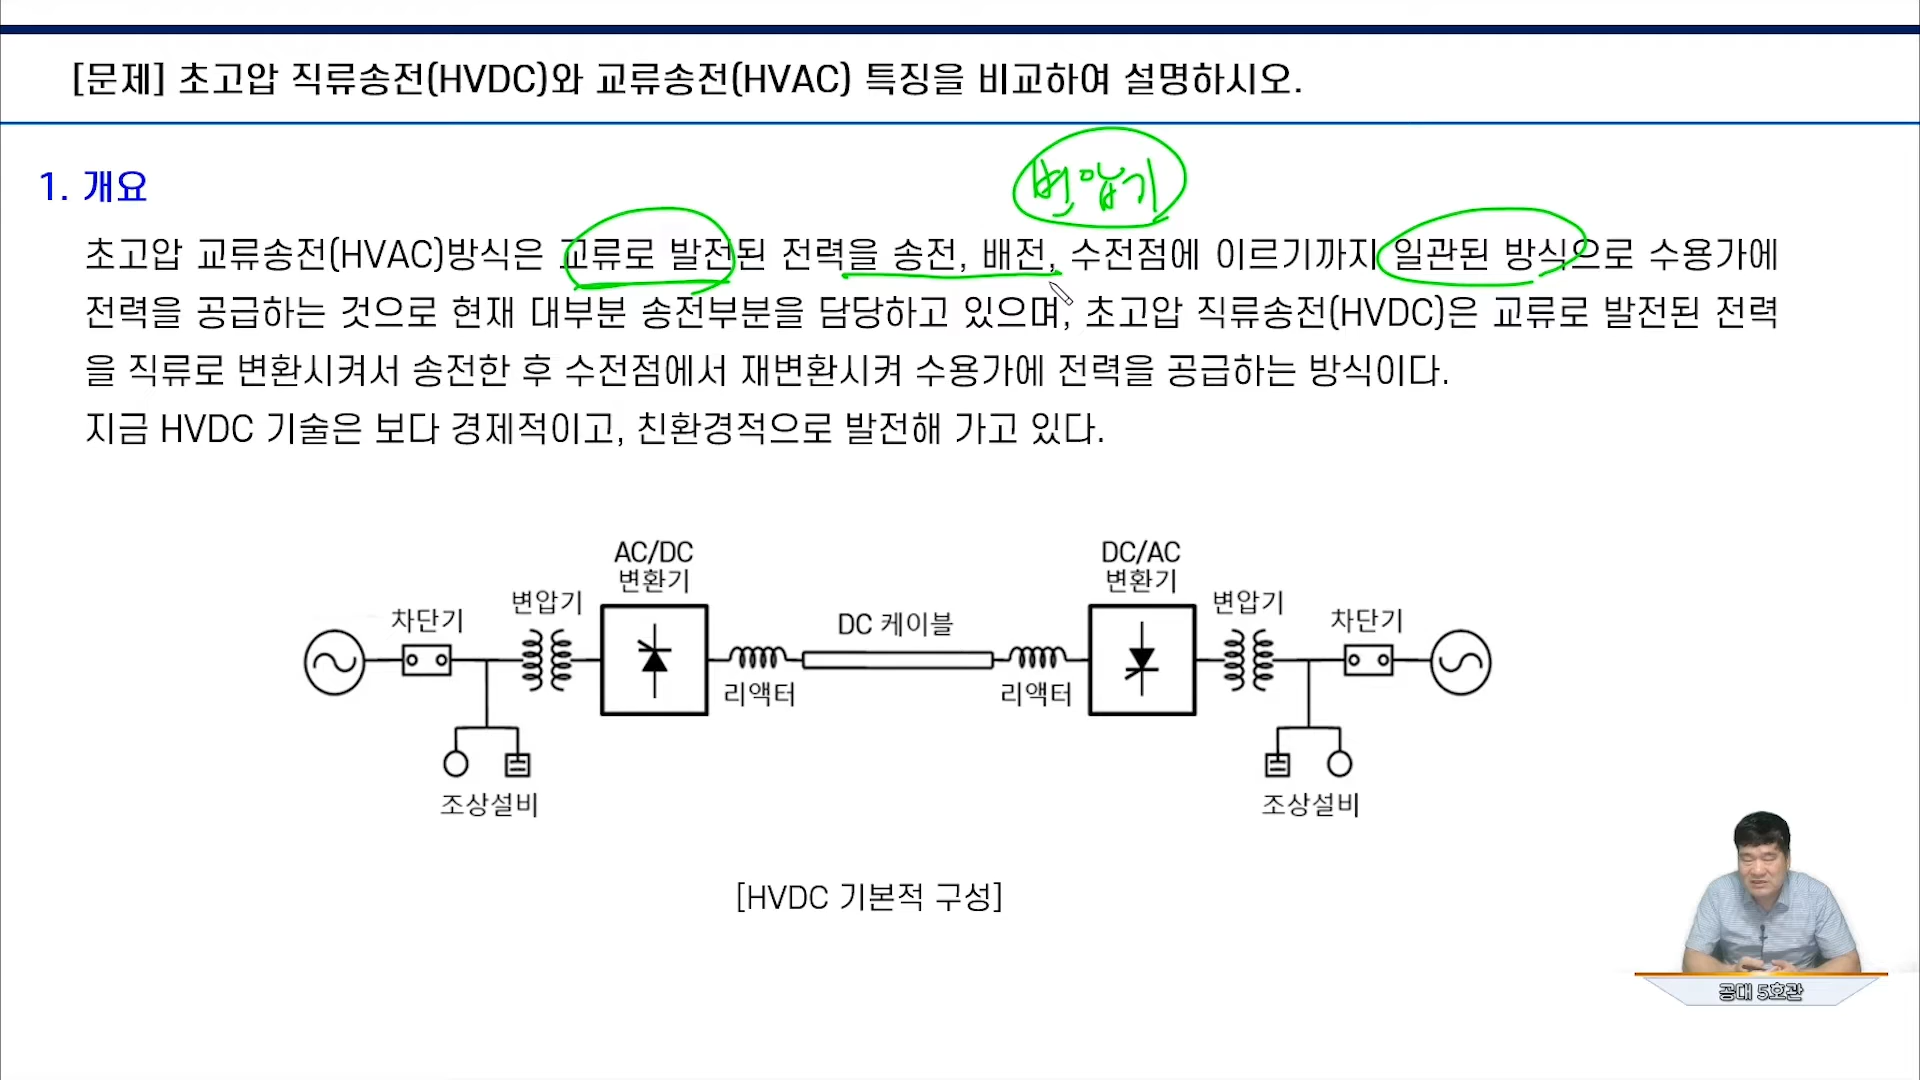 [문제] 초고압 직류송전(HVDC)와 교류송전(HVAC) 특징을 비교하여 설명하시오.
1. 개요
변압기
초고압 교류송전(HVAC)방식은 교류로 발전된 전력을 송전, 배전, 수전점에 이르기까지 일관된 방식으로 수용가에
전력을 공급하는 것으로 현재 대부분 송전부분을 담당하고 있으며, 초고압 직류송전(HVDC)은 교류로 발전된 전력
을 직류로 변환시켜서 송전한 후 수전점에서 재변환시켜 수용가에 전력을 공급하는 방식이다.
지금 HVDC 기술은 보다 경제적이고, 친환경적으로 발전해 가고 있다.
AC/DC
변환기
DC/AC
변환기
차단기
변압기
DC 케이블
변압기
차단기
리액터
리액터
조상설비
조상설비
[HVDC 기본적 구성]
공대 5호관